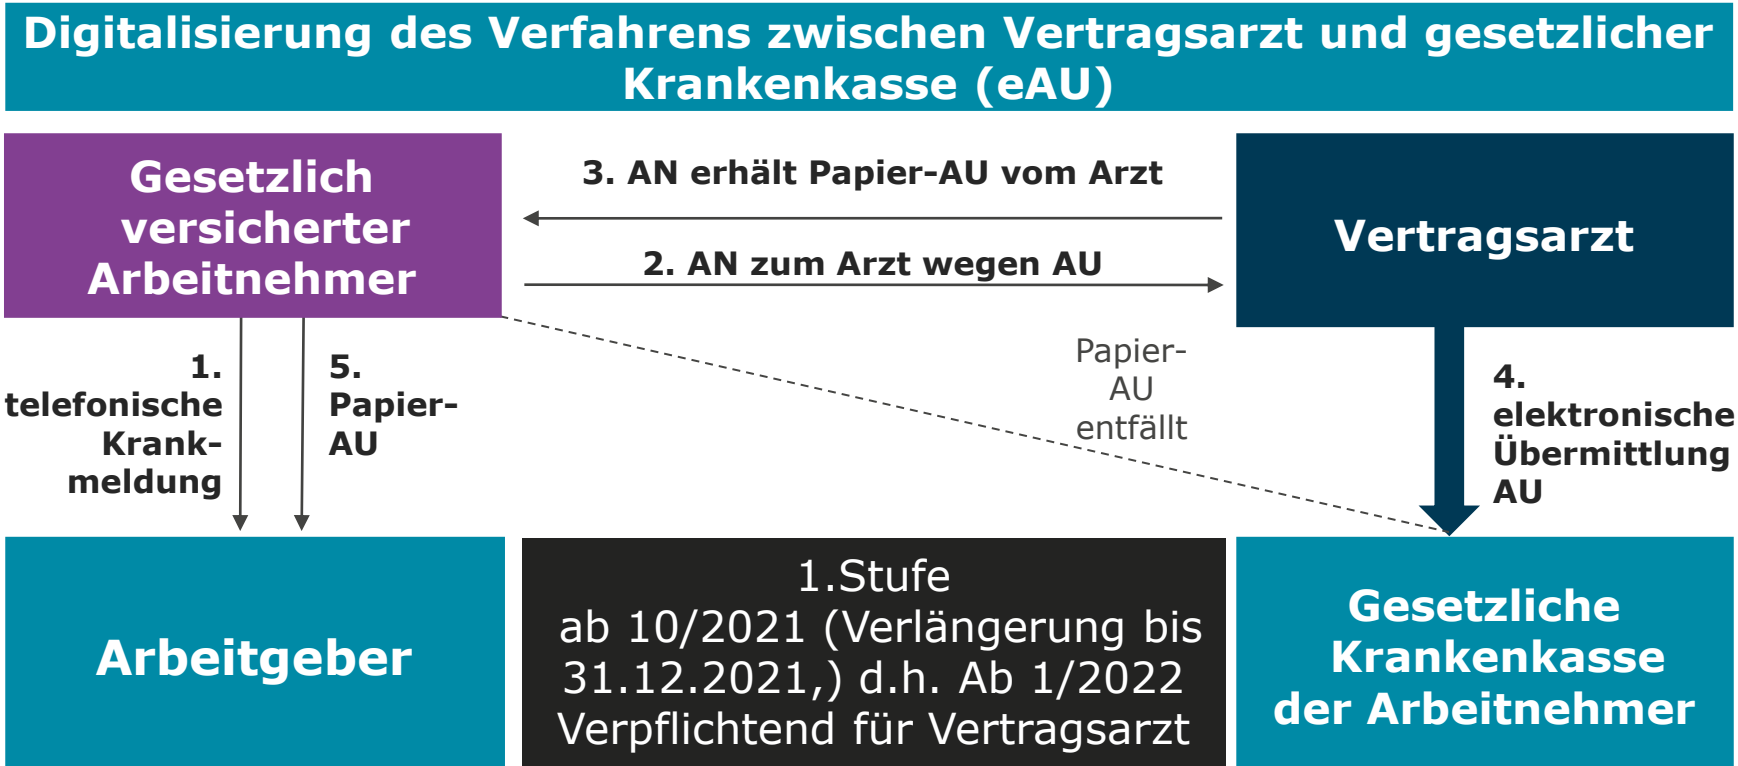 Digitalisierung des Verfahrens zwischen Vertragsarzt und gesetzlicher
Krankenkasse (eAU)
Gesetzlich
versicherter
Arbeitnehmer
3. AN erhält Papier-AU vom Arzt
2. AN zum Arzt wegen AU
Vertragsarzt
1.
telefonische
Krank-
meldung
5.
Papier-
AU
Papier-
AU
entfällt
4.
elektronische
Übermittlung
AU
Arbeitgeber
1.Stufe
ab 10/2021 (Verlängerung bis
31.12.2021,) d.h. Ab 1/2022
Verpflichtend für Vertragsarzt
Gesetzliche
Krankenkasse
der Arbeitnehmer